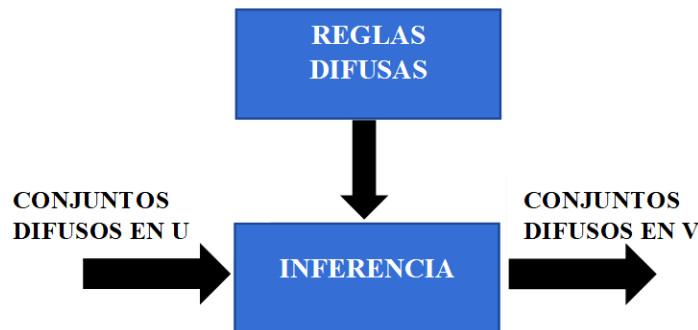 REGLAS
DIFUSAS
CONJUNTOS
DIFUSOS EN U
CONJUNTOS
DIFUSOS EN V
INFERENCIA